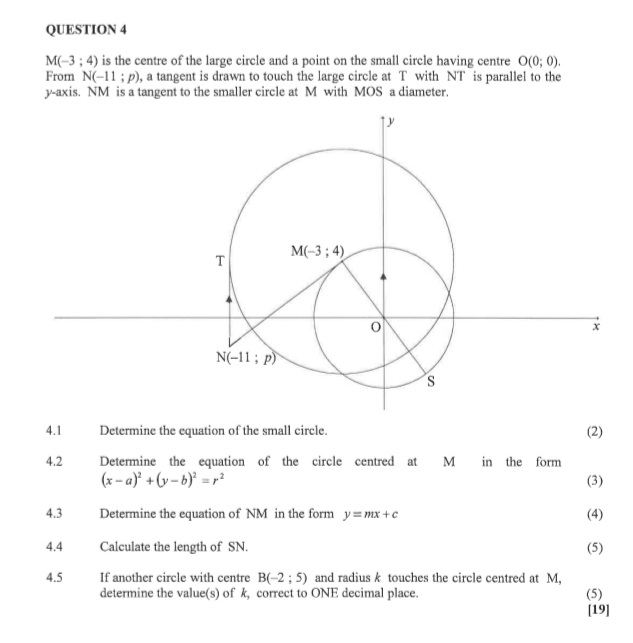 QUESTION 4
M(–3 ; 4) is the centre of the large circle and a point on the small circle having centre O(0; 0).
From N(–11 ; p), a tangent is drawn to touch the large circle at T with NT is parallel to the
y-axis. NM is a tangent to the smaller circle at M with MOS a diameter.
y
M(–3 ; 4)
T
O
x
N(–11 ; p)
S
4.1 Determine the equation of the small circle. (2)
4.2 Determine the equation of the circle centred at M in the form
(x – a)² + (y – b)² = r² (3)
4.3 Determine the equation of NM in the form y = mx + c (4)
4.4 Calculate the length of SN. (5)
4.5 If another circle with centre B(–2 ; 5) and radius k touches the circle centred at M,
determine the value(s) of k, correct to ONE decimal place. (5)
[19]